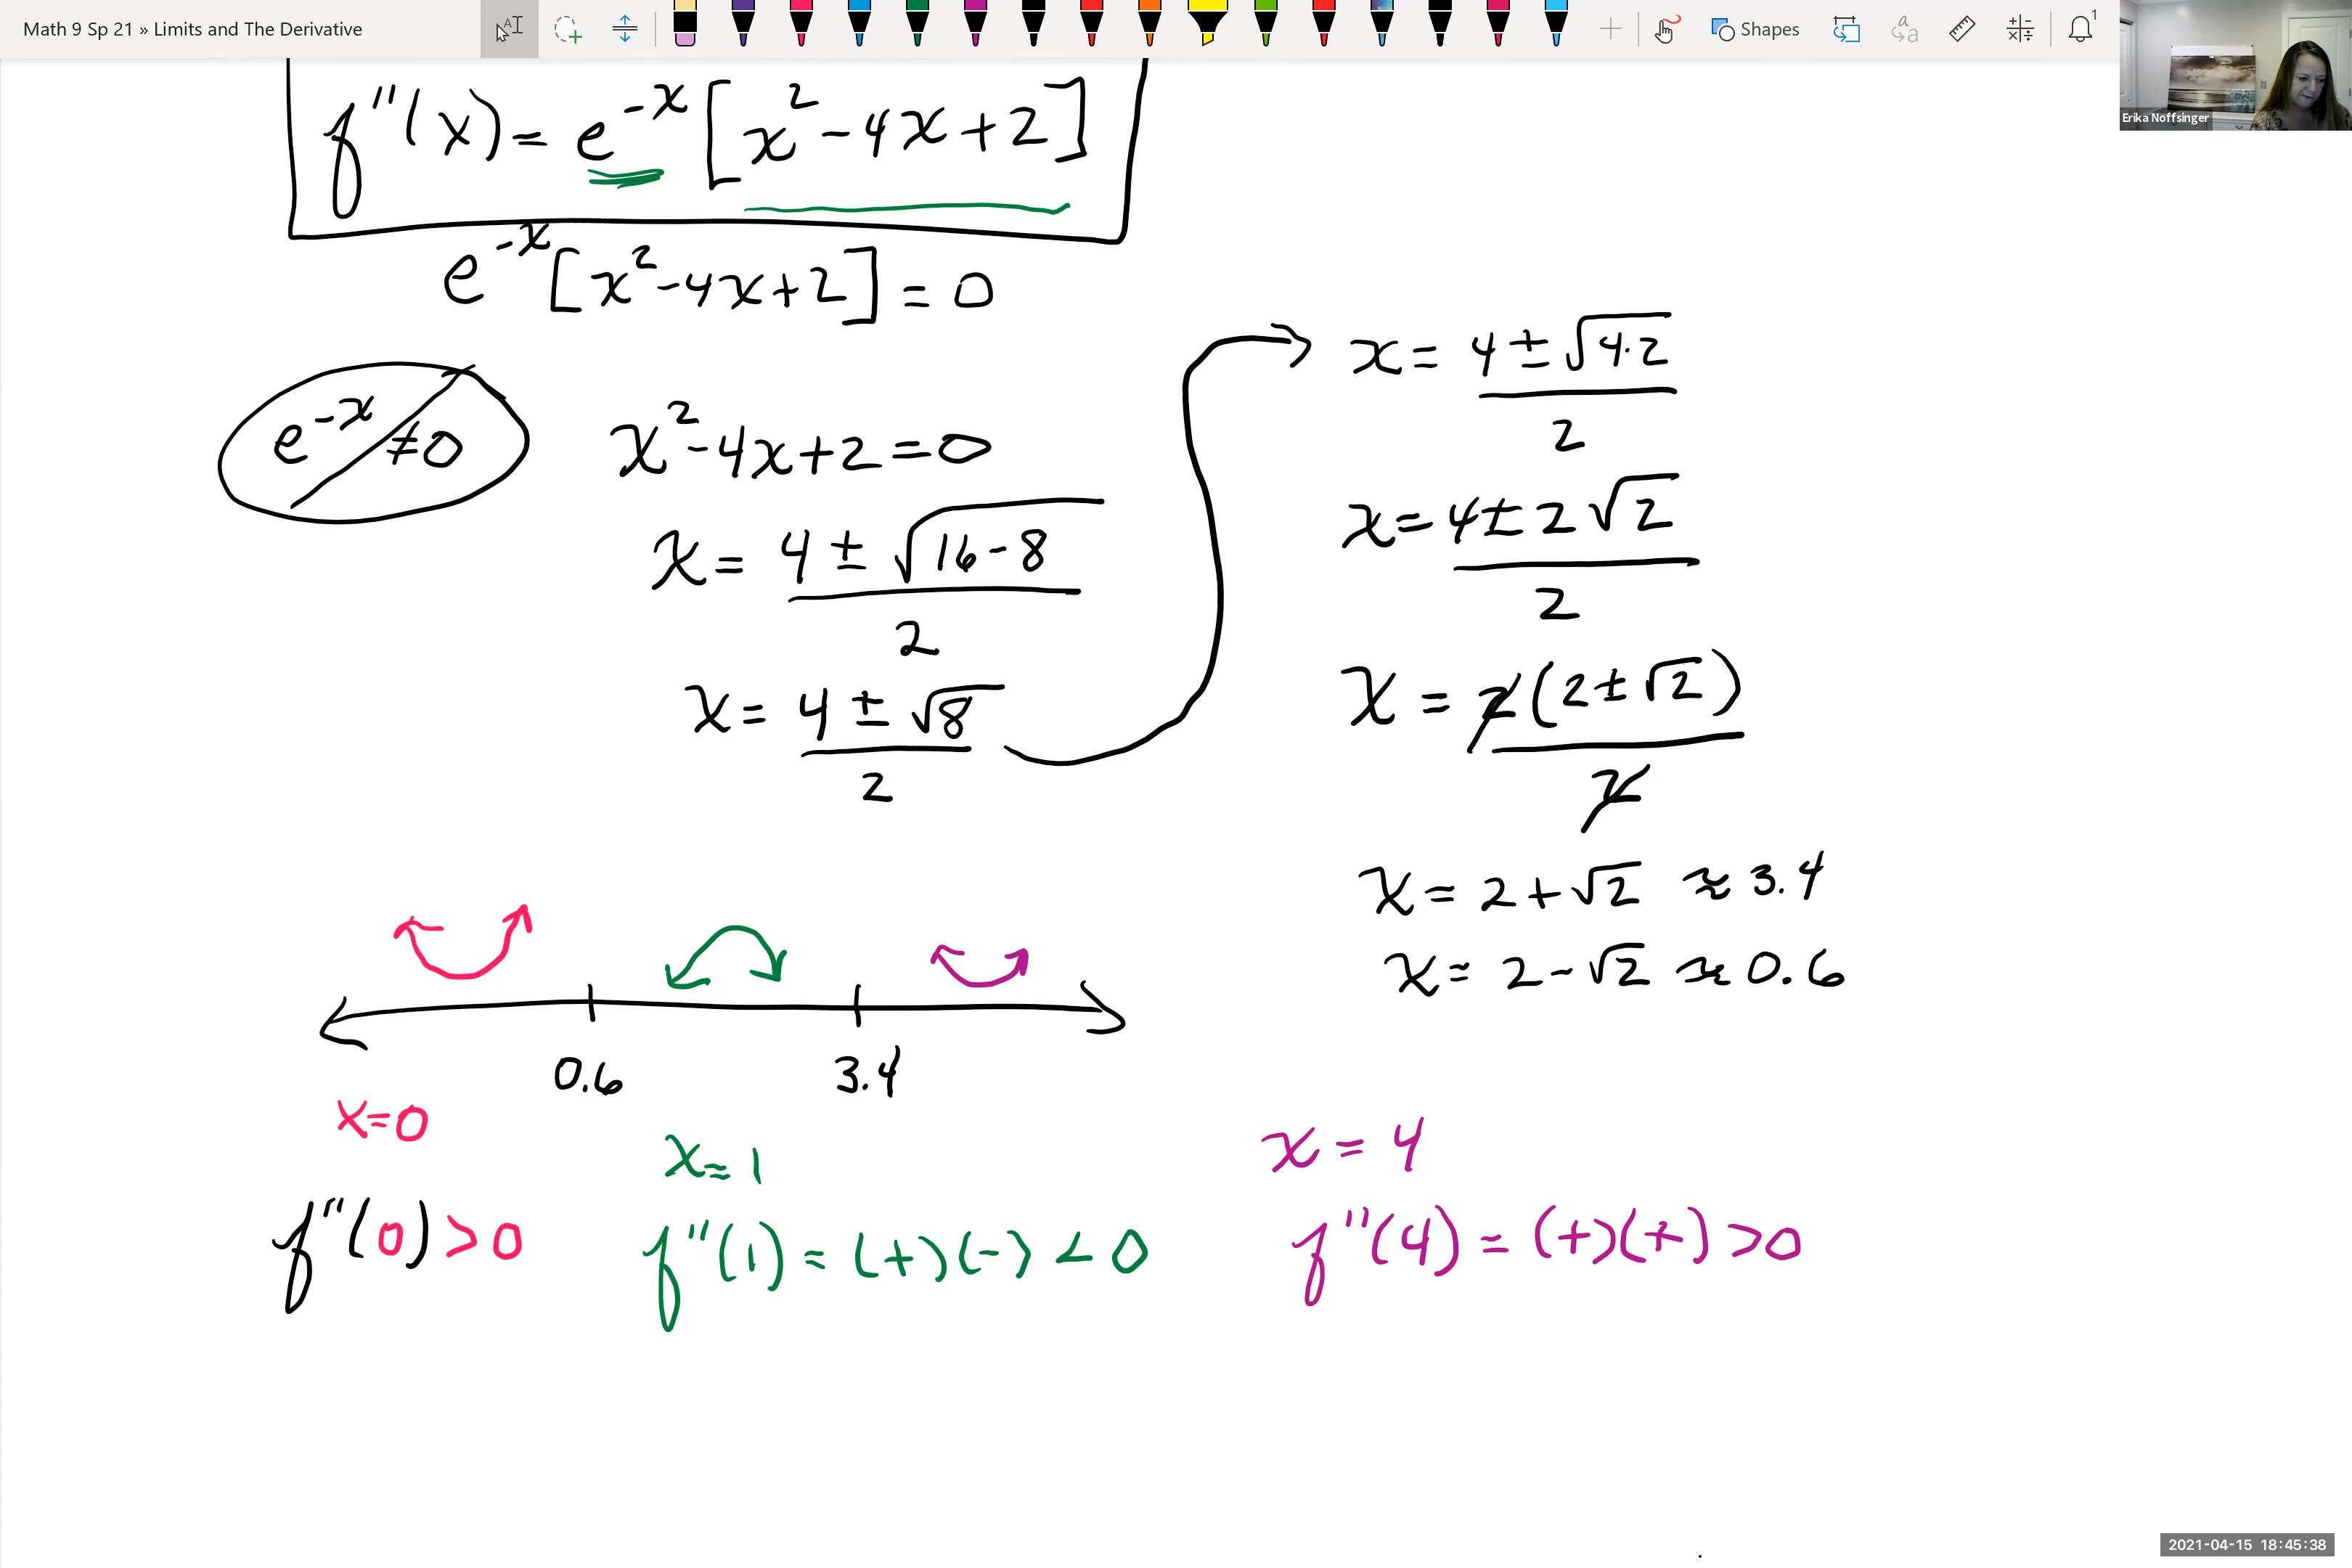 Math 9 Sp 21 » Limits and The Derivative
Shapes
1
Erika Noffsinger
f''(x) = e^{-x} [x² - 4x + 2]
e^{-x} [x² - 4x + 2] = 0
e^{-x} ≠ 0
x² - 4x + 2 = 0
x = (4 ± √(16 - 8)) / 2
x = (4 ± √8) / 2
x = (4 ± √(4·2)) / 2
x = (4 ± 2√2) / 2
x = 2(2 ± √2) / 2
x = 2 + √2 ≈ 3.4
x = 2 - √2 ≈ 0.6
0.6 3.4
x = 0
f''(0) > 0
x = 1
f''(1) = (+)(-) < 0
x = 4
f''(4) = (+)(+) > 0
2021-04-15 18:45:38